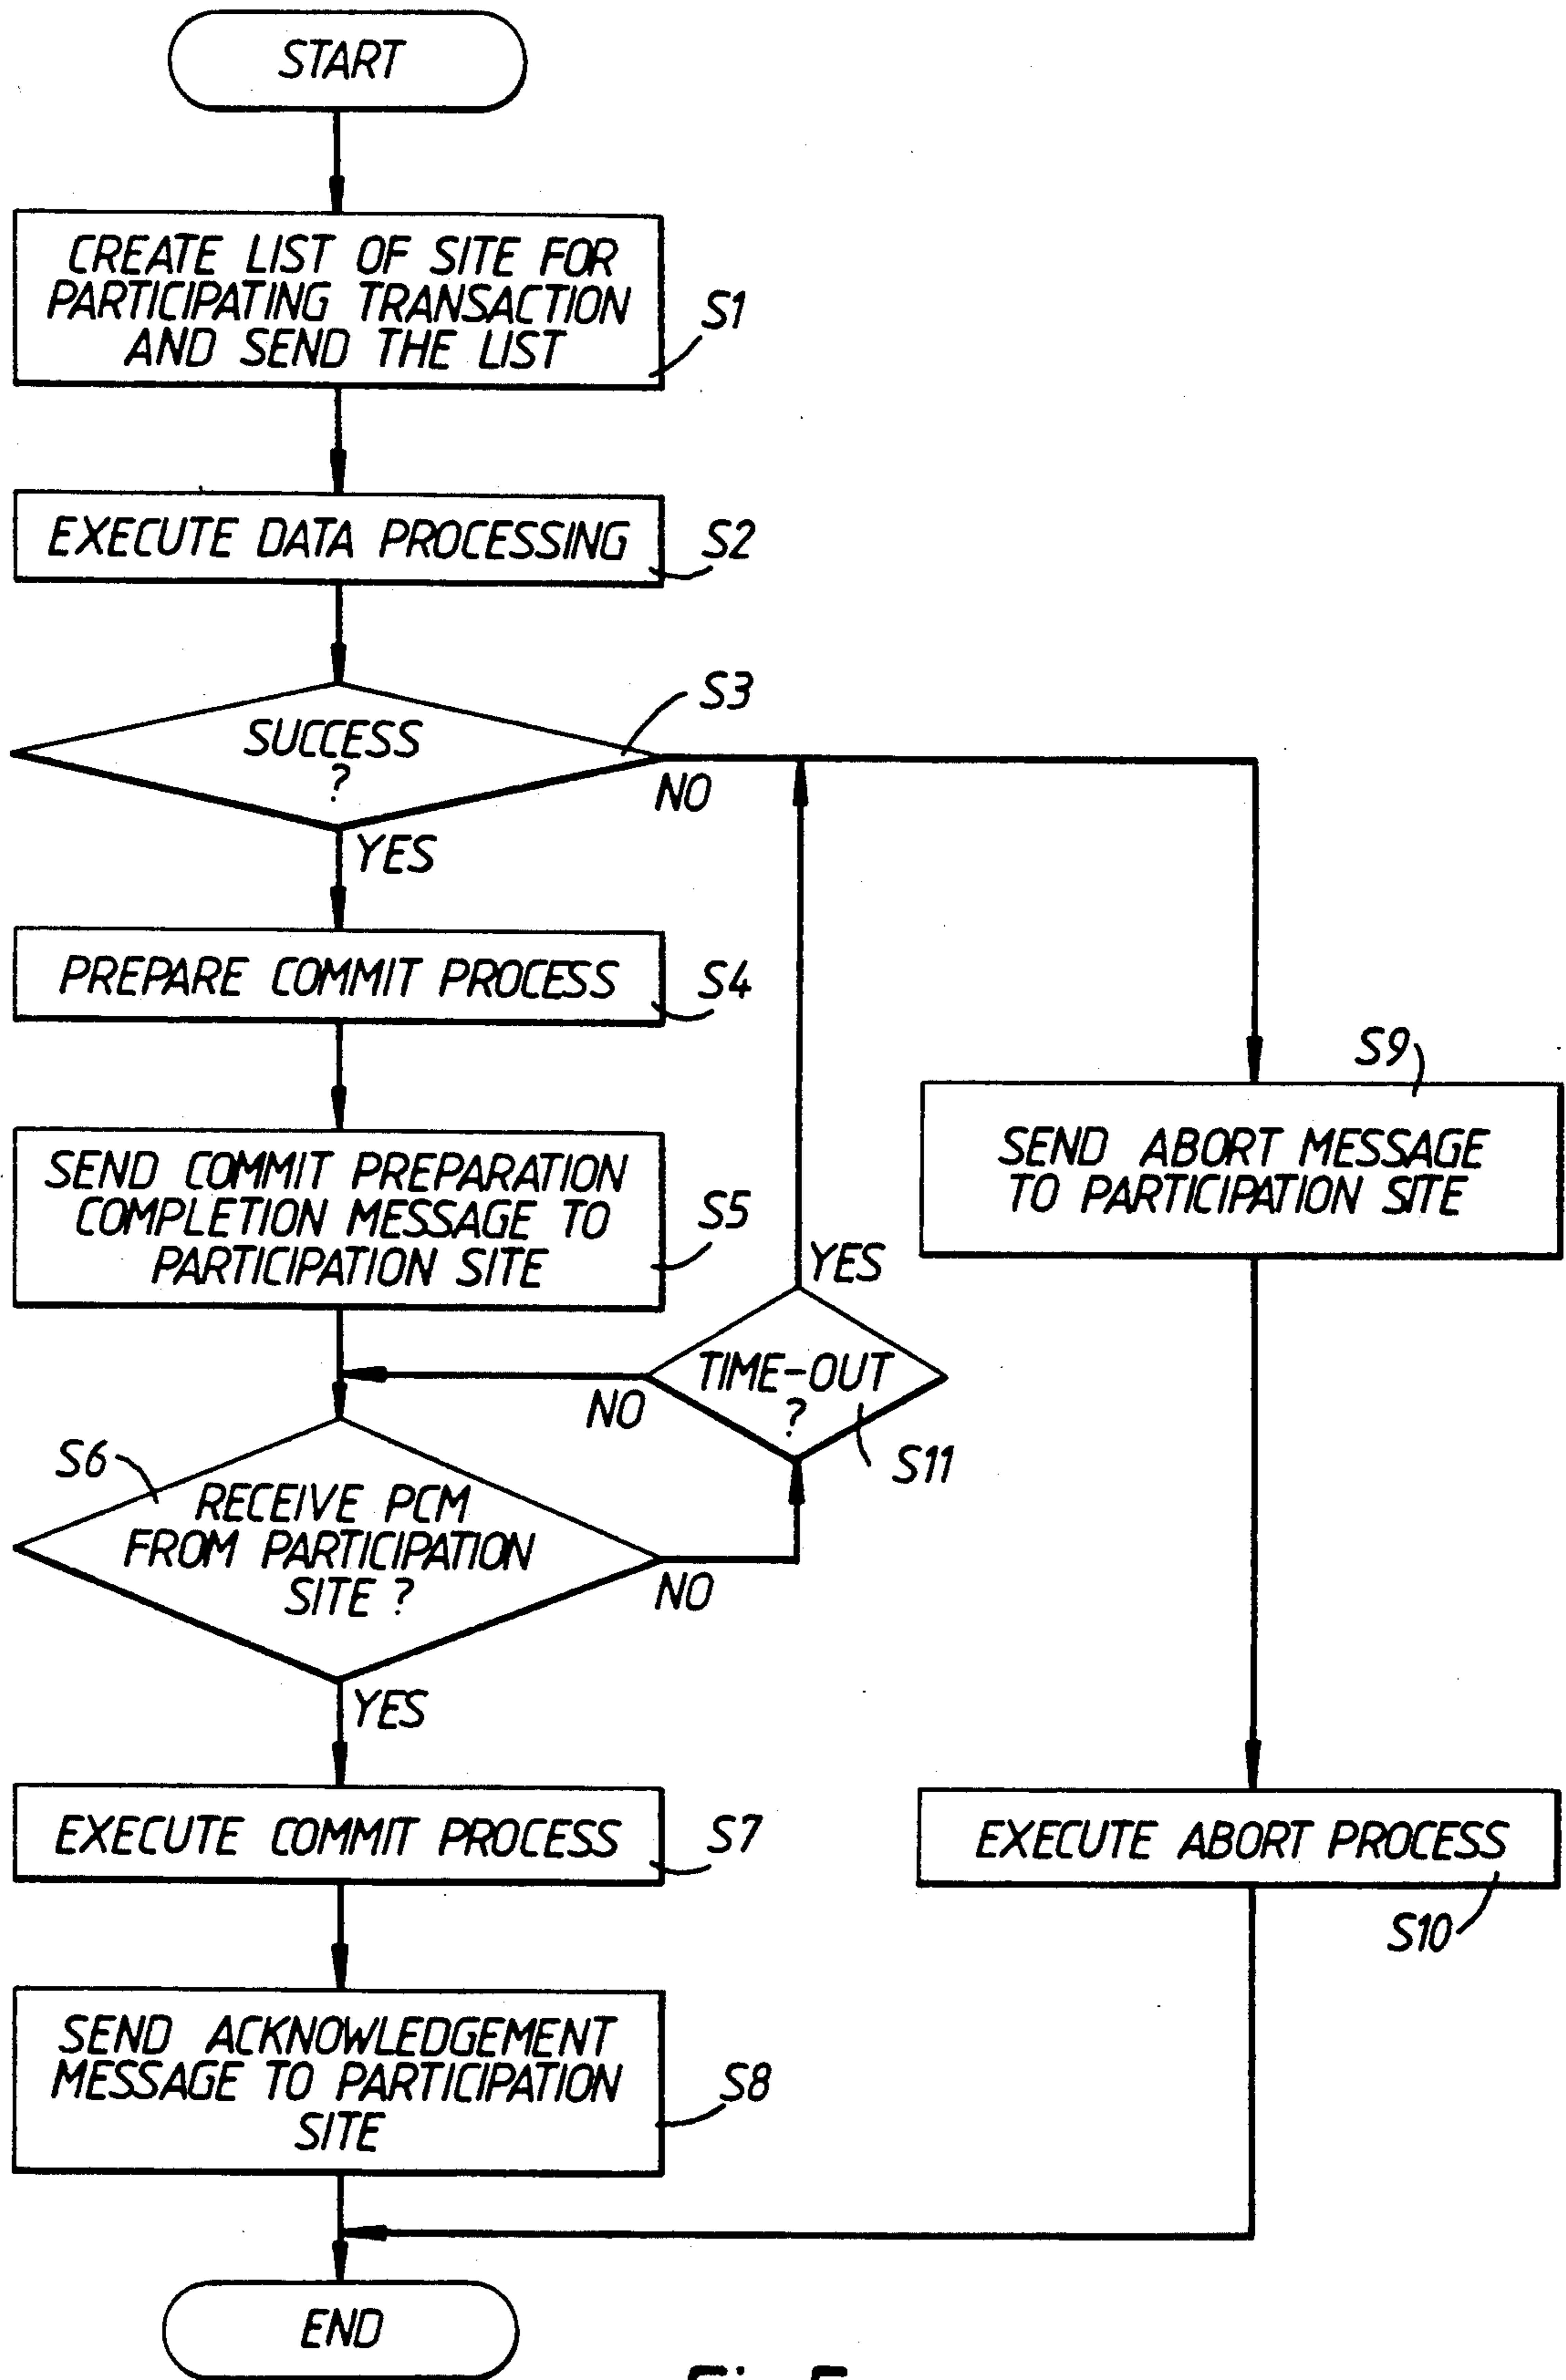 START
CREATE LIST OF SITE FOR
PARTICIPATING TRANSACTION
AND SEND THE LIST
S1
EXECUTE DATA PROCESSING
S2
SUCCESS
?
S3
NO
YES
PREPARE COMMIT PROCESS
S4
SEND COMMIT PREPARATION
COMPLETION MESSAGE TO
PARTICIPATION SITE
S5
S9
SEND ABORT MESSAGE
TO PARTICIPATION SITE
YES
TIME-OUT
?
NO
S11
S6
RECEIVE PCM
FROM PARTICIPATION
SITE ?
NO
YES
EXECUTE COMMIT PROCESS
S7
EXECUTE ABORT PROCESS
S10
SEND ACKNOWLEDGEMENT
MESSAGE TO PARTICIPATION
SITE
S8
END